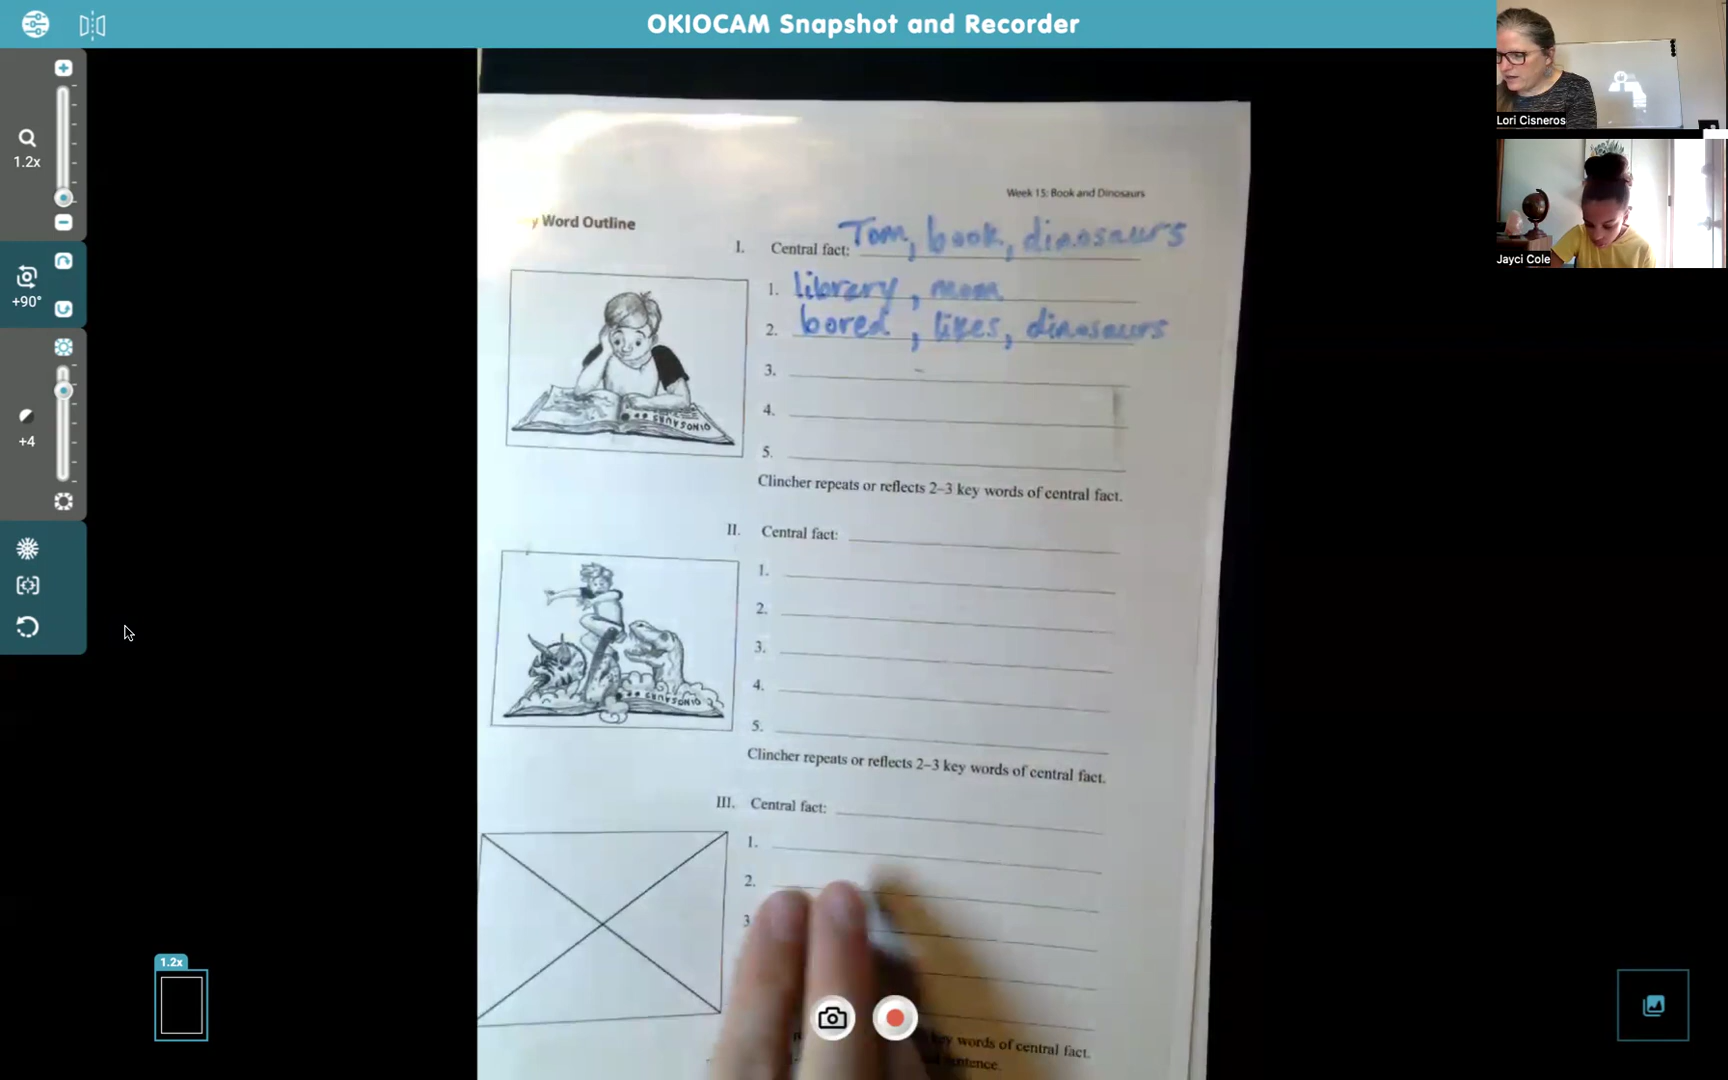 OKIOCAM Snapshot and Recorder
1.2x
+90°
+4
1.2x
Lori Cisneros
Jayci Cole
Week 15: Book and Dinosaurs
y Word Outline
I. Central fact: Tom, book, dinosaurs
1. library, mom
2. bored, likes, dinosaurs
3.
4.
5.
Clincher repeats or reflects 2–3 key words of central fact.
DINOSAURS
II. Central fact:
1.
2.
3.
4.
5.
Clincher repeats or reflects 2–3 key words of central fact.
DINOSAURS
III. Central fact:
1.
2.
3
key words of central fact.
sentence.